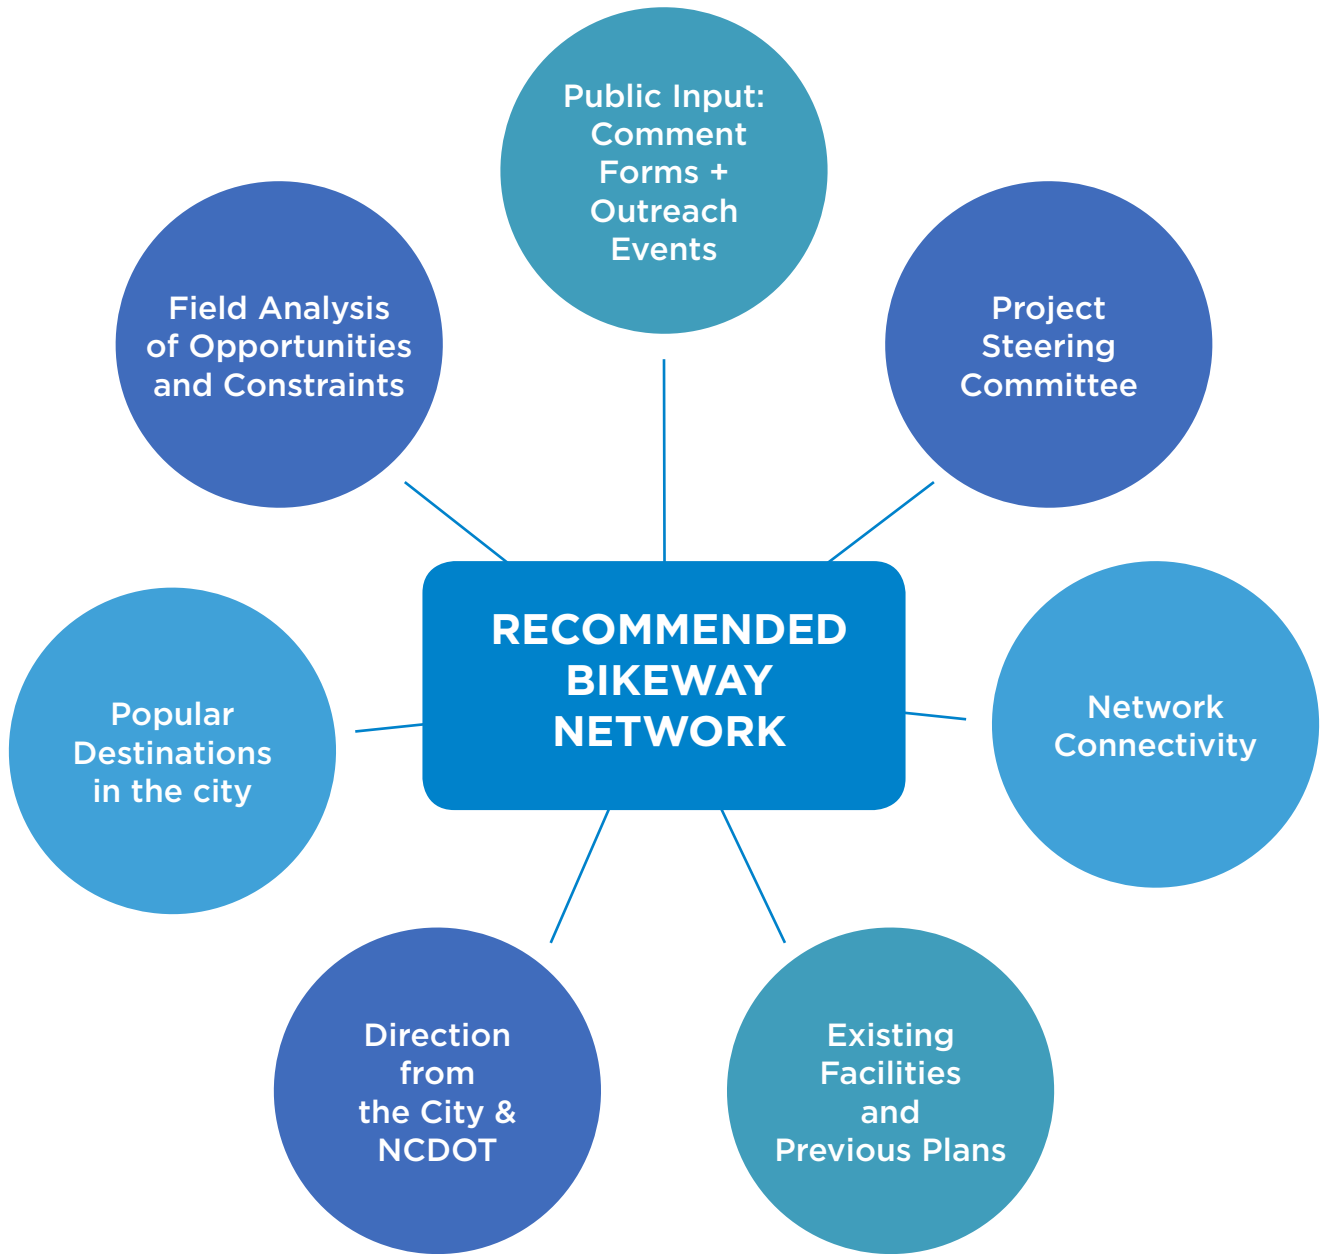 Public Input:
Comment
Forms +
Outreach
Events
Field Analysis
of Opportunities
and Constraints
Project
Steering
Committee
RECOMMENDED
BIKEWAY
NETWORK
Popular
Destinations
in the city
Network
Connectivity
Direction
from
the City &
NCDOT
Existing
Facilities
and
Previous Plans